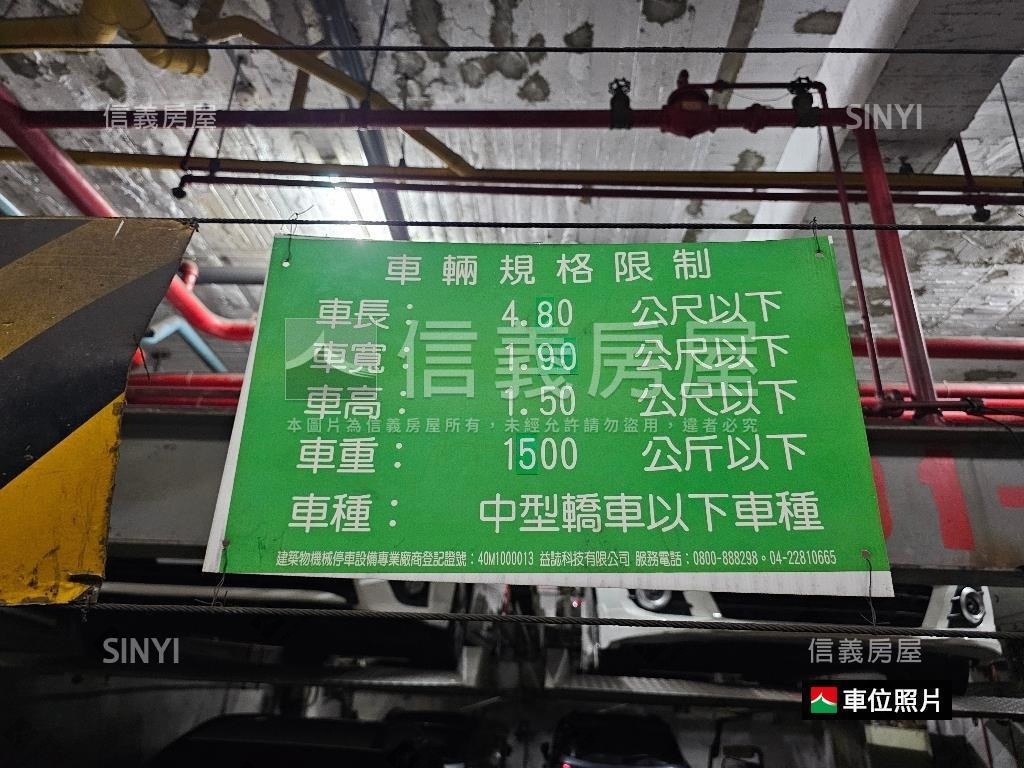 信義房屋
SINYI
車輛規格限制
車長： 4.80 公尺以下
車寬： 1.90 公尺以下
信義房屋
車高： 1.50 公尺以下
本圖片為信義房屋所有，未經允許請勿盜用，違者必究
車重： 1500 公斤以下
車種： 中型轎車以下車種
建築物機械停車設備專業廠商登記證號：40M1000013 益誌科技有限公司 服務電話：0800-888298。04-22810665
SINYI
信義房屋
車位照片